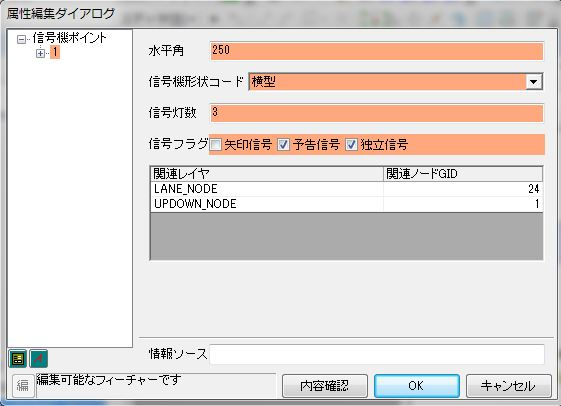 属性編集ダイアログ
信号機ポイント
1
水平角 250
信号機形状コード 横型
信号灯数 3
信号フラグ 矢印信号 予告信号 独立信号
関連レイヤ 関連ノードGID
LANE_NODE 24
UPDOWN_NODE 1
情報ソース
編 編集可能なフィーチャーです 内容確認 OK キャンセル